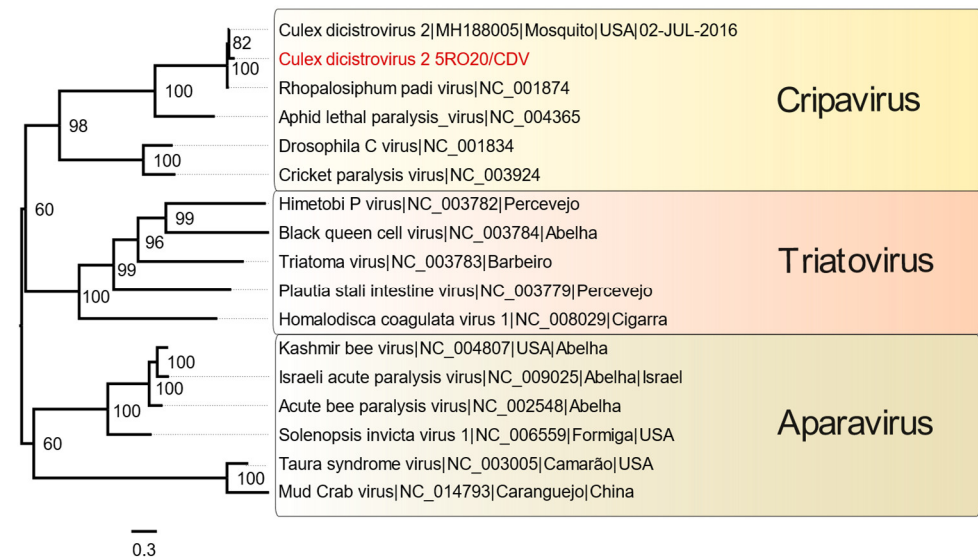 Culex dicistrovirus 2|MH188005|Mosquito|USA|02-JUL-2016
82
Culex dicistrovirus 2 5RO20/CDV
100
Rhopalosiphum padi virus|NC_001874
100
Cripavirus
Aphid lethal paralysis_virus|NC_004365
98
Drosophila C virus|NC_001834
100
Cricket paralysis virus|NC_003924
60
Himetobi P virus|NC_003782|Percevejo
99
Black queen cell virus|NC_003784|Abelha
96
Triatoma virus|NC_003783|Barbeiro
Triatovirus
99
Plautia stali intestine virus|NC_003779|Percevejo
100
Homalodisca coagulata virus 1|NC_008029|Cigarra
Kashmir bee virus|NC_004807|USA|Abelha
100
Israeli acute paralysis virus|NC_009025|Abelha|Israel
100
Acute bee paralysis virus|NC_002548|Abelha
100
Aparavirus
Solenopsis invicta virus 1|NC_006559|Formiga|USA
60
Taura syndrome virus|NC_003005|Camarão|USA
100
Mud Crab virus|NC_014793|Caranguejo|China
0.3